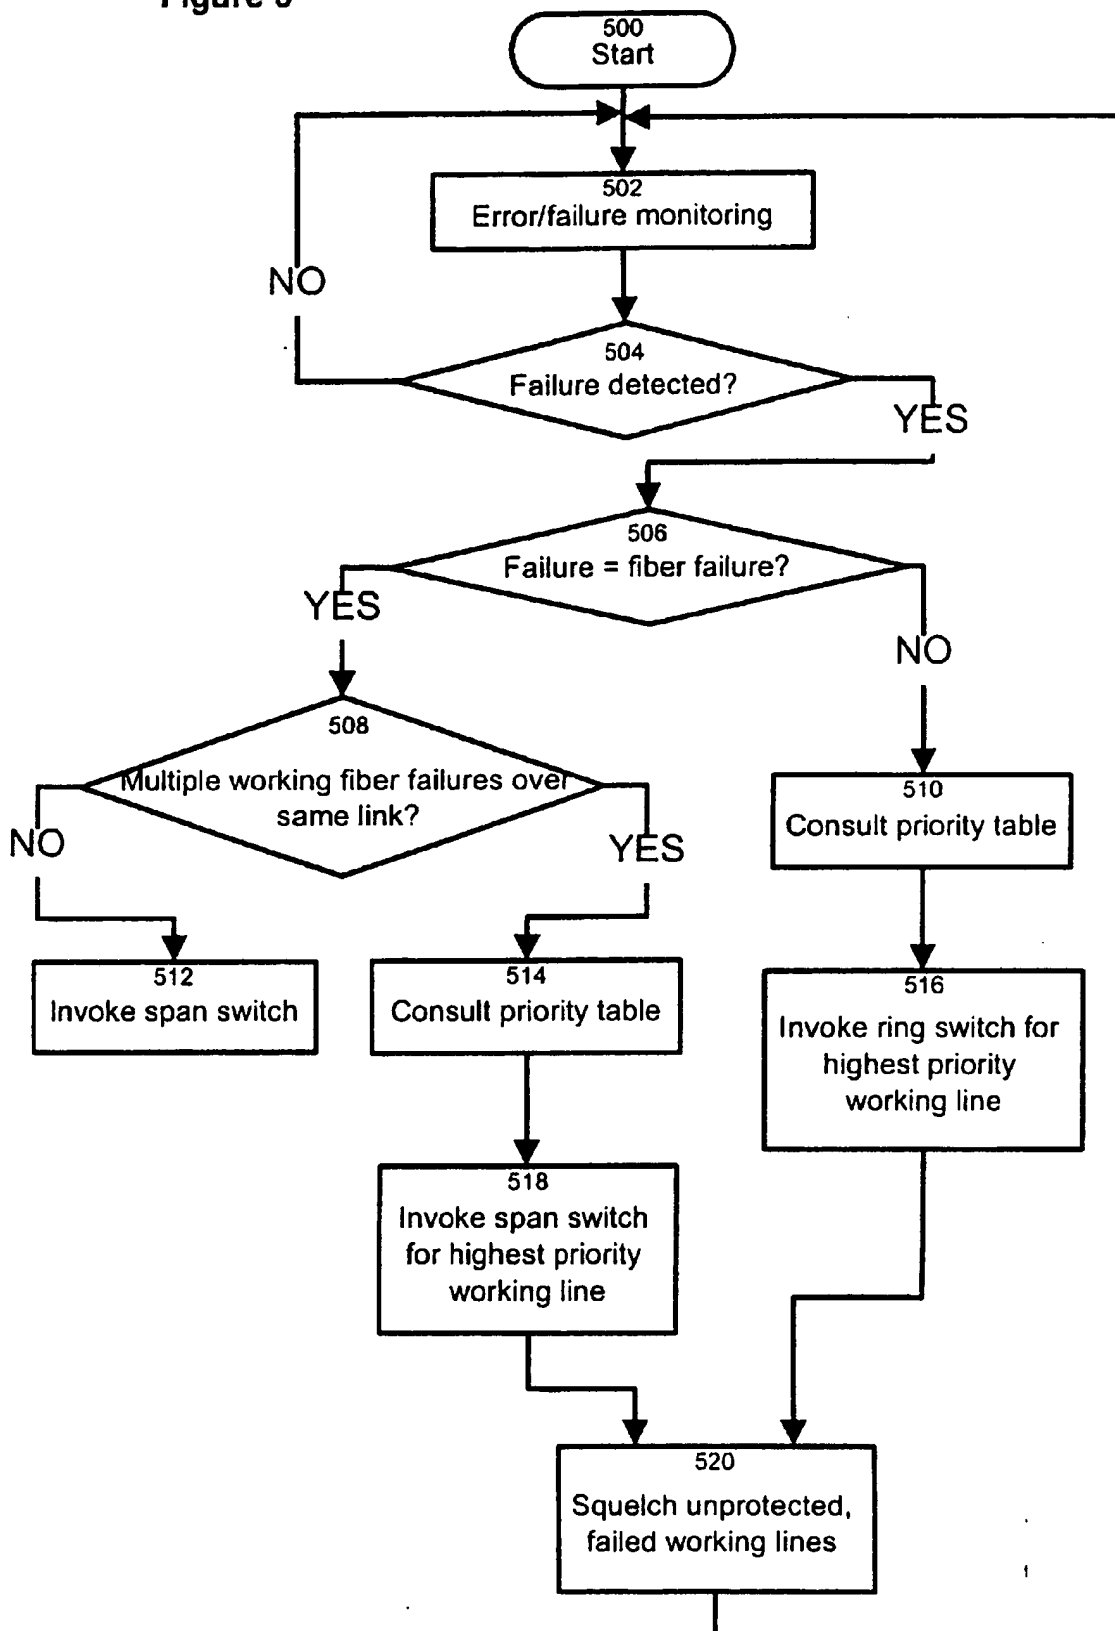 500
Start
502
Error/failure monitoring
NO
504
Failure detected?
YES
506
Failure = fiber failure?
YES
NO
508
Multiple working fiber failures over
same link?
NO
YES
510
Consult priority table
512
Invoke span switch
514
Consult priority table
516
Invoke ring switch for
highest priority
working line
518
Invoke span switch
for highest priority
working line
520
Squelch unprotected,
failed working lines